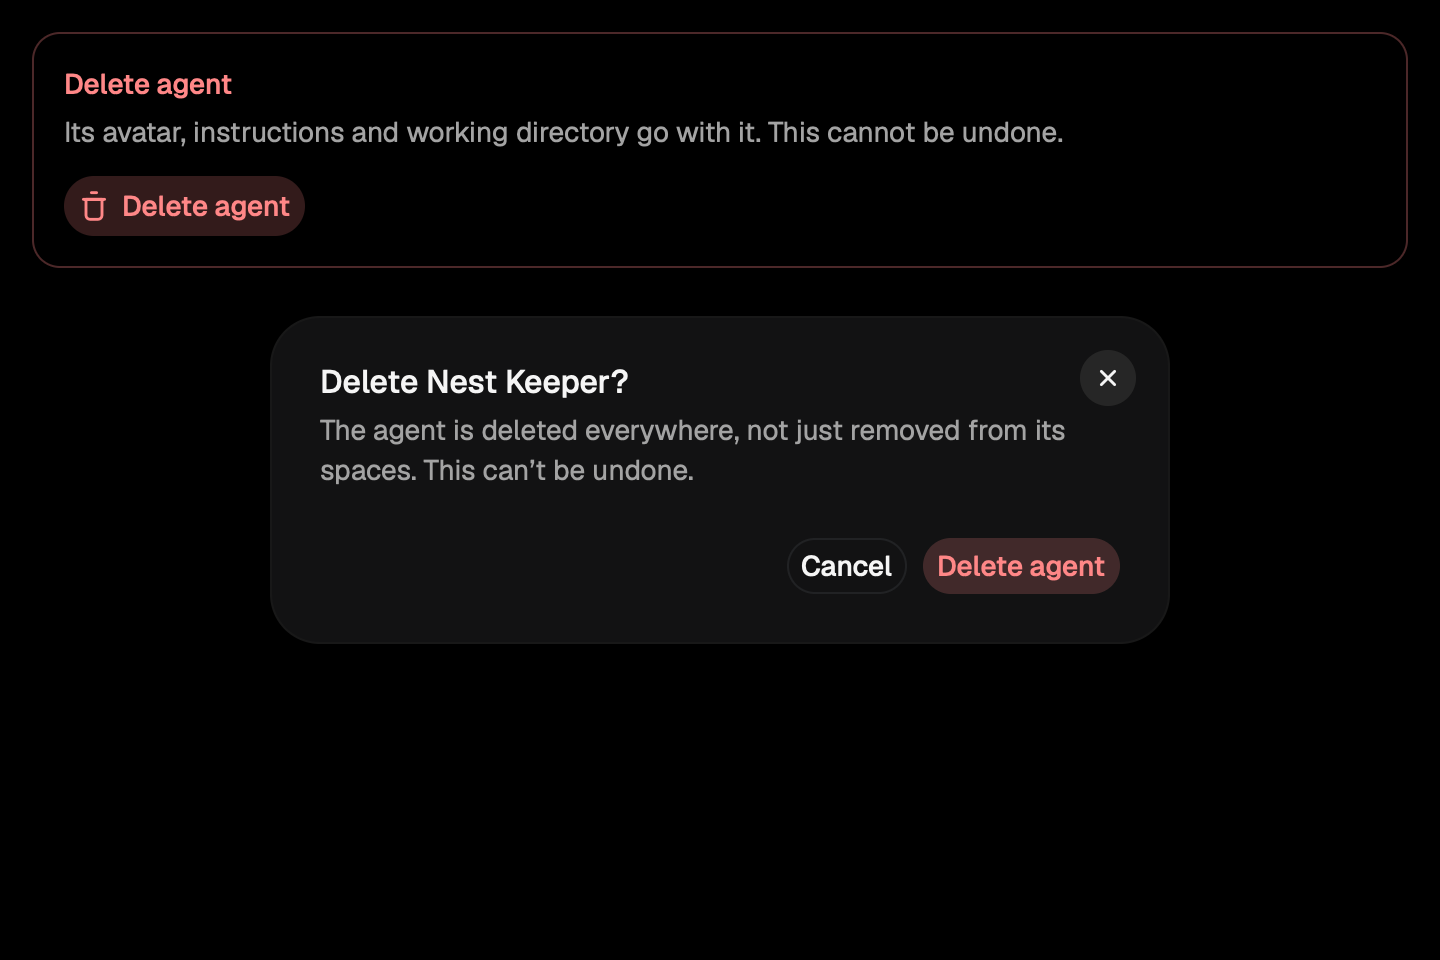 Delete agent
Its avatar, instructions and working directory go with it. This cannot be undone.
Delete agent
Delete Nest Keeper?
The agent is deleted everywhere, not just removed from its
spaces. This can’t be undone.
Cancel
Delete agent